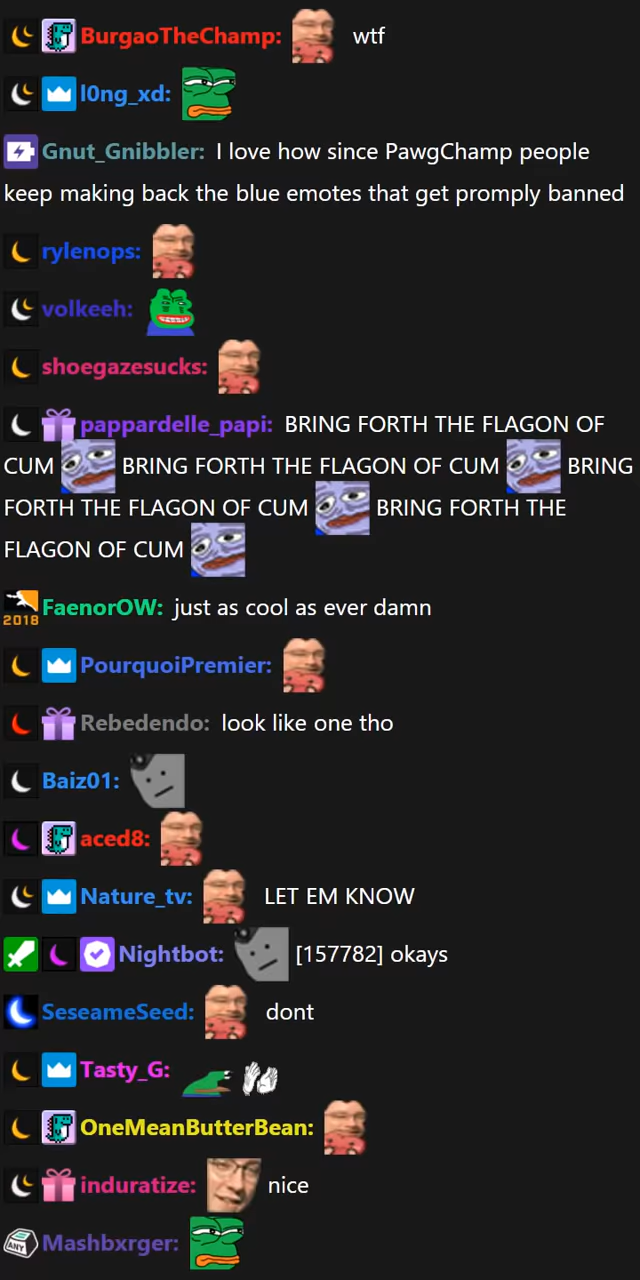 BurgaoTheChamp: wtf
l0ng_xd:
Gnut_Gnibbler: I love how since PawgChamp people
keep making back the blue emotes that get promply banned
rylenops:
volkeeh:
shoegazesucks:
pappardelle_papi: BRING FORTH THE FLAGON OF
CUM BRING FORTH THE FLAGON OF CUM BRING
FORTH THE FLAGON OF CUM BRING FORTH THE
FLAGON OF CUM
2018 FaenorOW: just as cool as ever damn
PourquoiPremier:
Rebedendo: look like one tho
Baiz01:
aced8:
Nature_tv: LET EM KNOW
Nightbot: [157782] okays
SeseameSeed: dont
Tasty_G:
OneMeanButterBean:
induratize: nice
ANY Mashbxrger: